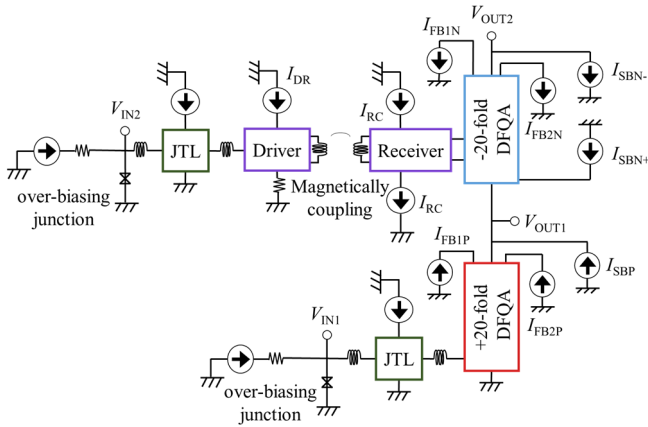 V_OUT2
I_FB1N
I_DR
I_SBN-
V_IN2
I_RC
I_FB2N
JTL
Driver
Receiver
-20-fold
DFQA
I_SBN+
over-biasing
junction
Magnetically
coupling
I_RC
V_OUT1
I_FB1P
I_SBP
V_IN1
I_FB2P
JTL
+20-fold
DFQA
over-biasing
junction